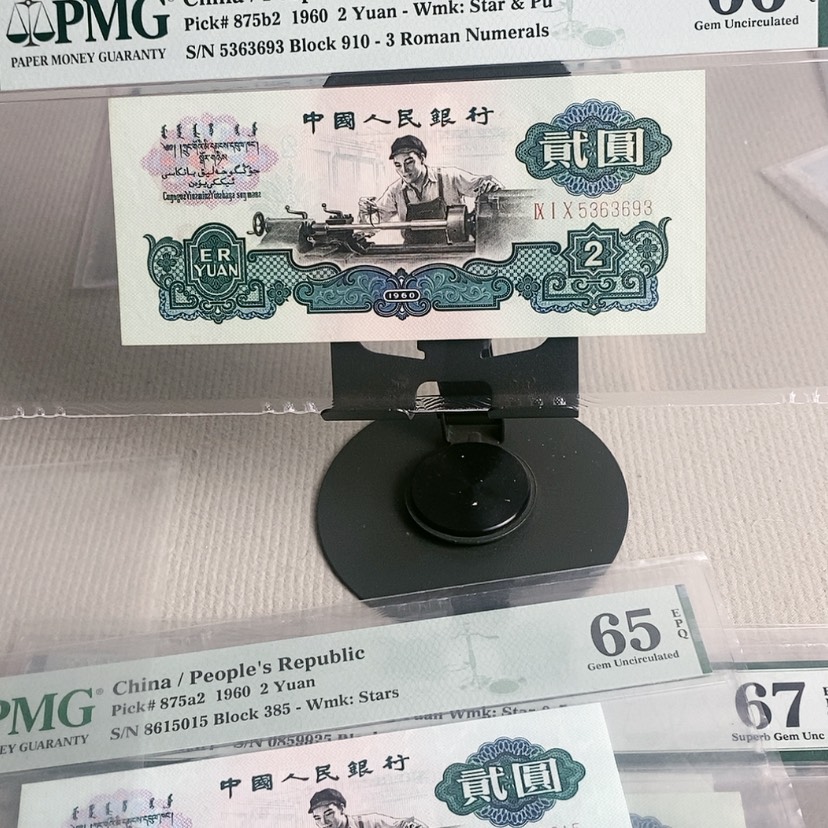 PMG
PAPER MONEY GUARANTY
Pick# 875b2 1960 2 Yuan - Wmk: Star &
S/N 5363693 Block 910 - 3 Roman Numerals
Gem Uncirculated
中國人民銀行
貳圓
IX I X 5363693
ER
YUAN
1960
2
PMG
EY GUARANTY
China / People's Republic
Pick# 875a2 1960 2 Yuan
S/N 8615015 Block 385 - Wmk: Stars
65
EPQ
Gem Uncirculated
Wmk:
S/N 0859925
67
Superb Gem Unc
中國人民銀行
貳圓